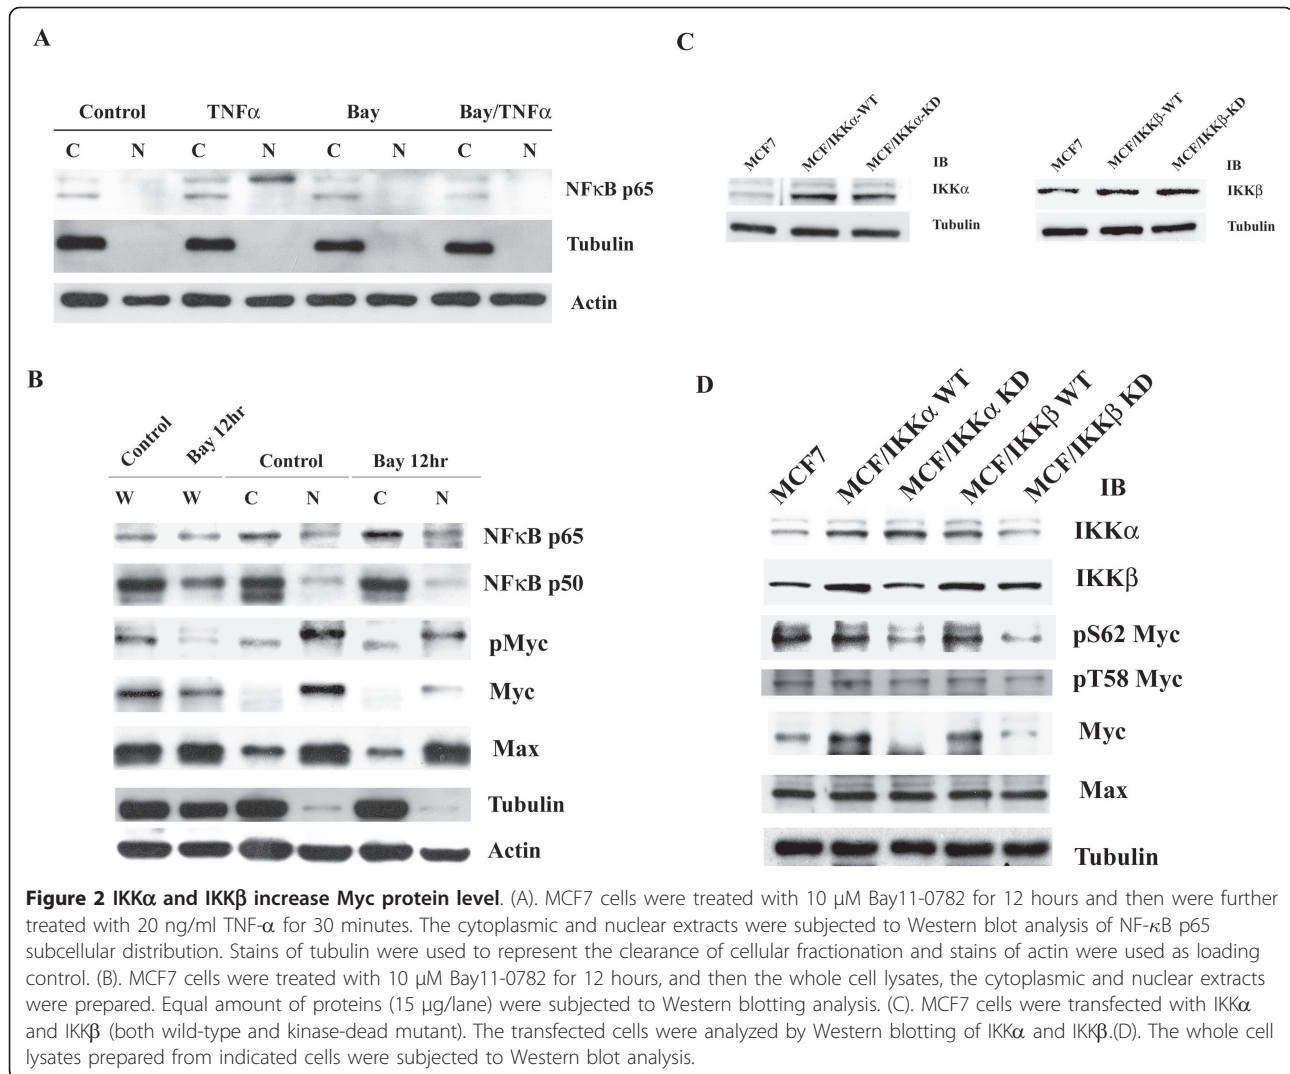 A
Control TNFα Bay Bay/TNFα
C N C N C N C N
NFκB p65
Tubulin
Actin
C
MCF7 MCF/IKKα-WT MCF/IKKα-KD
IB
IKKα
Tubulin
MCF7 MCF/IKKβ-WT MCF/IKKβ-KD
IB
IKKβ
Tubulin
B
Control Bay 12hr Control Bay 12hr
W W C N C N
NFκB p65
NFκB p50
pMyc
Myc
Max
Tubulin
Actin
D
MCF7 MCF/IKKα WT MCF/IKKα KD MCF/IKKβ WT MCF/IKKβ KD
IB
IKKα
IKKβ
pS62 Myc
pT58 Myc
Myc
Max
Tubulin
Figure 2 IKKα and IKKβ increase Myc protein level. (A). MCF7 cells were treated with 10 μM Bay11-0782 for 12 hours and then were further
treated with 20 ng/ml TNF-α for 30 minutes. The cytoplasmic and nuclear extracts were subjected to Western blot analysis of NF-κB p65
subcellular distribution. Stains of tubulin were used to represent the clearance of cellular fractionation and stains of actin were used as loading
control. (B). MCF7 cells were treated with 10 μM Bay11-0782 for 12 hours, and then the whole cell lysates, the cytoplasmic and nuclear extracts
were prepared. Equal amount of proteins (15 μg/lane) were subjected to Western blotting analysis. (C). MCF7 cells were transfected with IKKα
and IKKβ (both wild-type and kinase-dead mutant). The transfected cells were analyzed by Western blotting of IKKα and IKKβ.(D). The whole cell
lysates prepared from indicated cells were subjected to Western blot analysis.